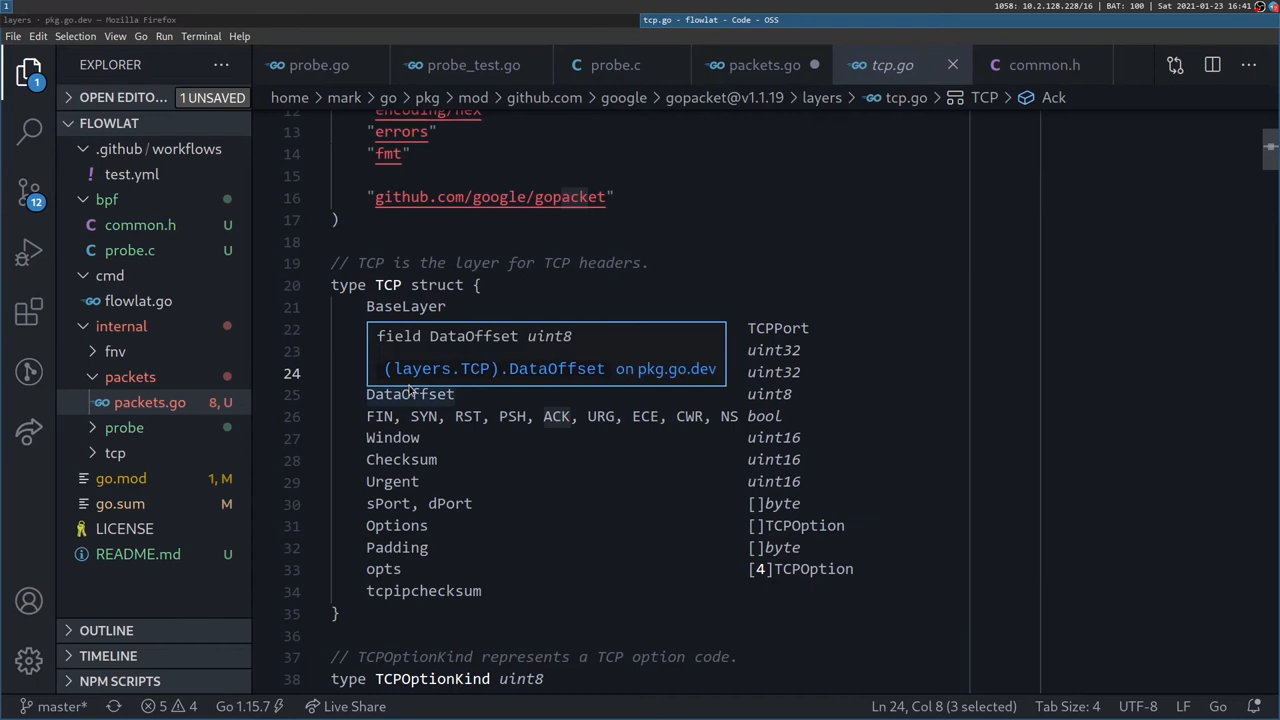 1
1058: 10.2.128.228/16 | BAT: 100 | Sat 2021-01-23 16:41
layers · pkg.go.dev — Mozilla Firefox
tcp.go - flowlat - Code - OSS
File Edit Selection View Go Run Terminal Help
EXPLORER
probe.go
probe_test.go
probe.c
packets.go
tcp.go
common.h
OPEN EDITO... 1 UNSAVED
home > mark > go > pkg > mod > github.com > google > gopacket@v1.1.19 > layers > tcp.go > TCP > Ack
FLOWLAT
.github / workflows
test.yml
bpf
common.h U
probe.c U
cmd
flowlat.go
internal
fnv
packets
packets.go 8, U
probe
tcp
go.mod 1, M
go.sum M
LICENSE
README.md U
OUTLINE
TIMELINE
NPM SCRIPTS
1
12
12 "encoding/hex"
13 "errors"
14 "fmt"
15
16 "github.com/google/gopacket"
17 )
18
19 // TCP is the layer for TCP headers.
20 type TCP struct {
21 BaseLayer
22 TCPPort
23 uint32
24 uint32
field DataOffset uint8
(layers.TCP).DataOffset on pkg.go.dev
25 DataOffset uint8
26 FIN, SYN, RST, PSH, ACK, URG, ECE, CWR, NS bool
27 Window uint16
28 Checksum uint16
29 Urgent uint16
30 sPort, dPort []byte
31 Options []TCPOption
32 Padding []byte
33 opts [4]TCPOption
34 tcpipchecksum
35 }
36
37 // TCPOptionKind represents a TCP option code.
38 type TCPOptionKind uint8
master* 5 4 Go 1.15.7 Live Share
Ln 24, Col 8 (3 selected) Tab Size: 4 UTF-8 LF Go